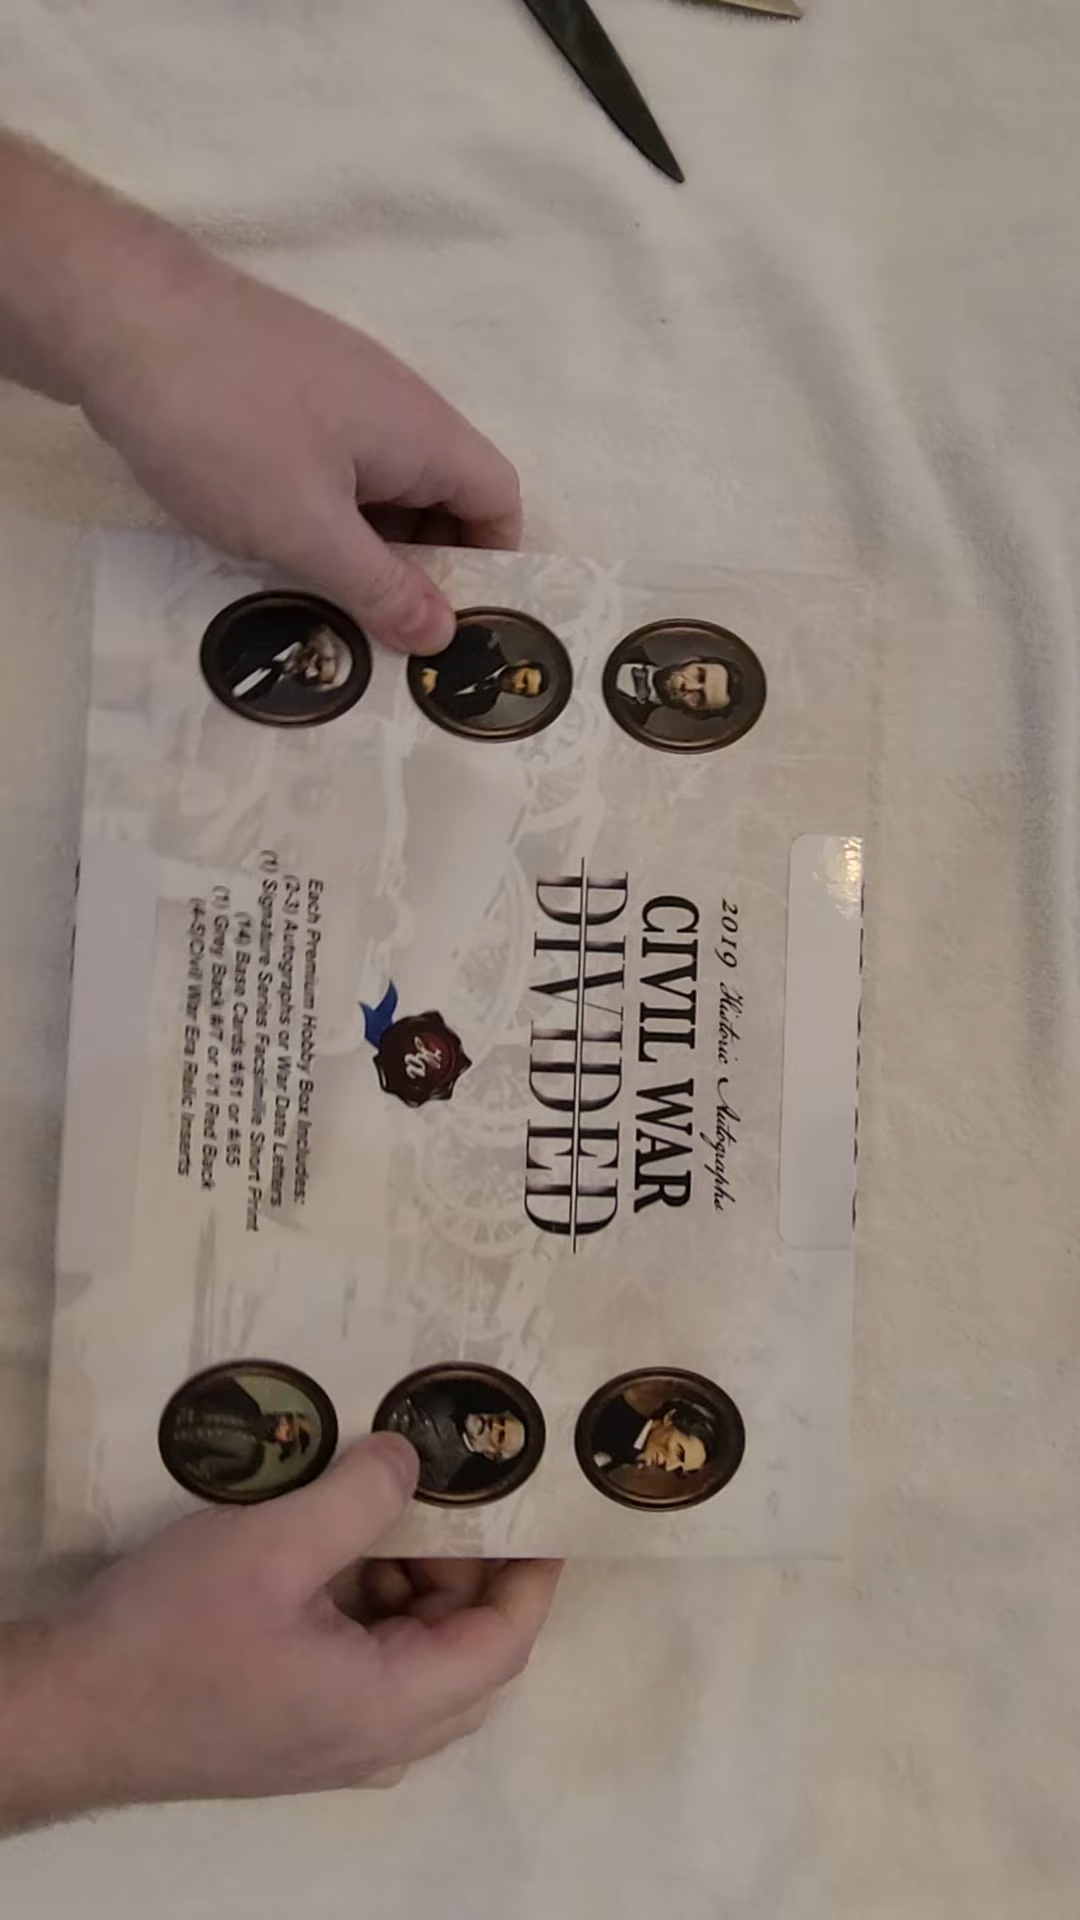 2019 Historic Autographs
CIVIL WAR
DIVIDED
Ha
Each Premium Hobby Box Includes:
(2-3) Autographs or War Date Letters
(1) Signature Series Facsimile Short Print
(14) Base Cards #/61 or #/65
(1) Grey Back #/7 or 1/1 Red Back
(4-5)Civil War Era Relic Inserts